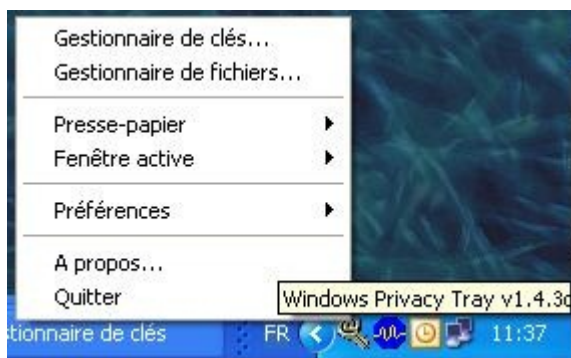 Gestionnaire de clés...
Gestionnaire de fichiers...
Presse-papier
Fenêtre active
Préférences
A propos...
Quitter
Windows Privacy Tray v1.4.3
de clés FR 11:37